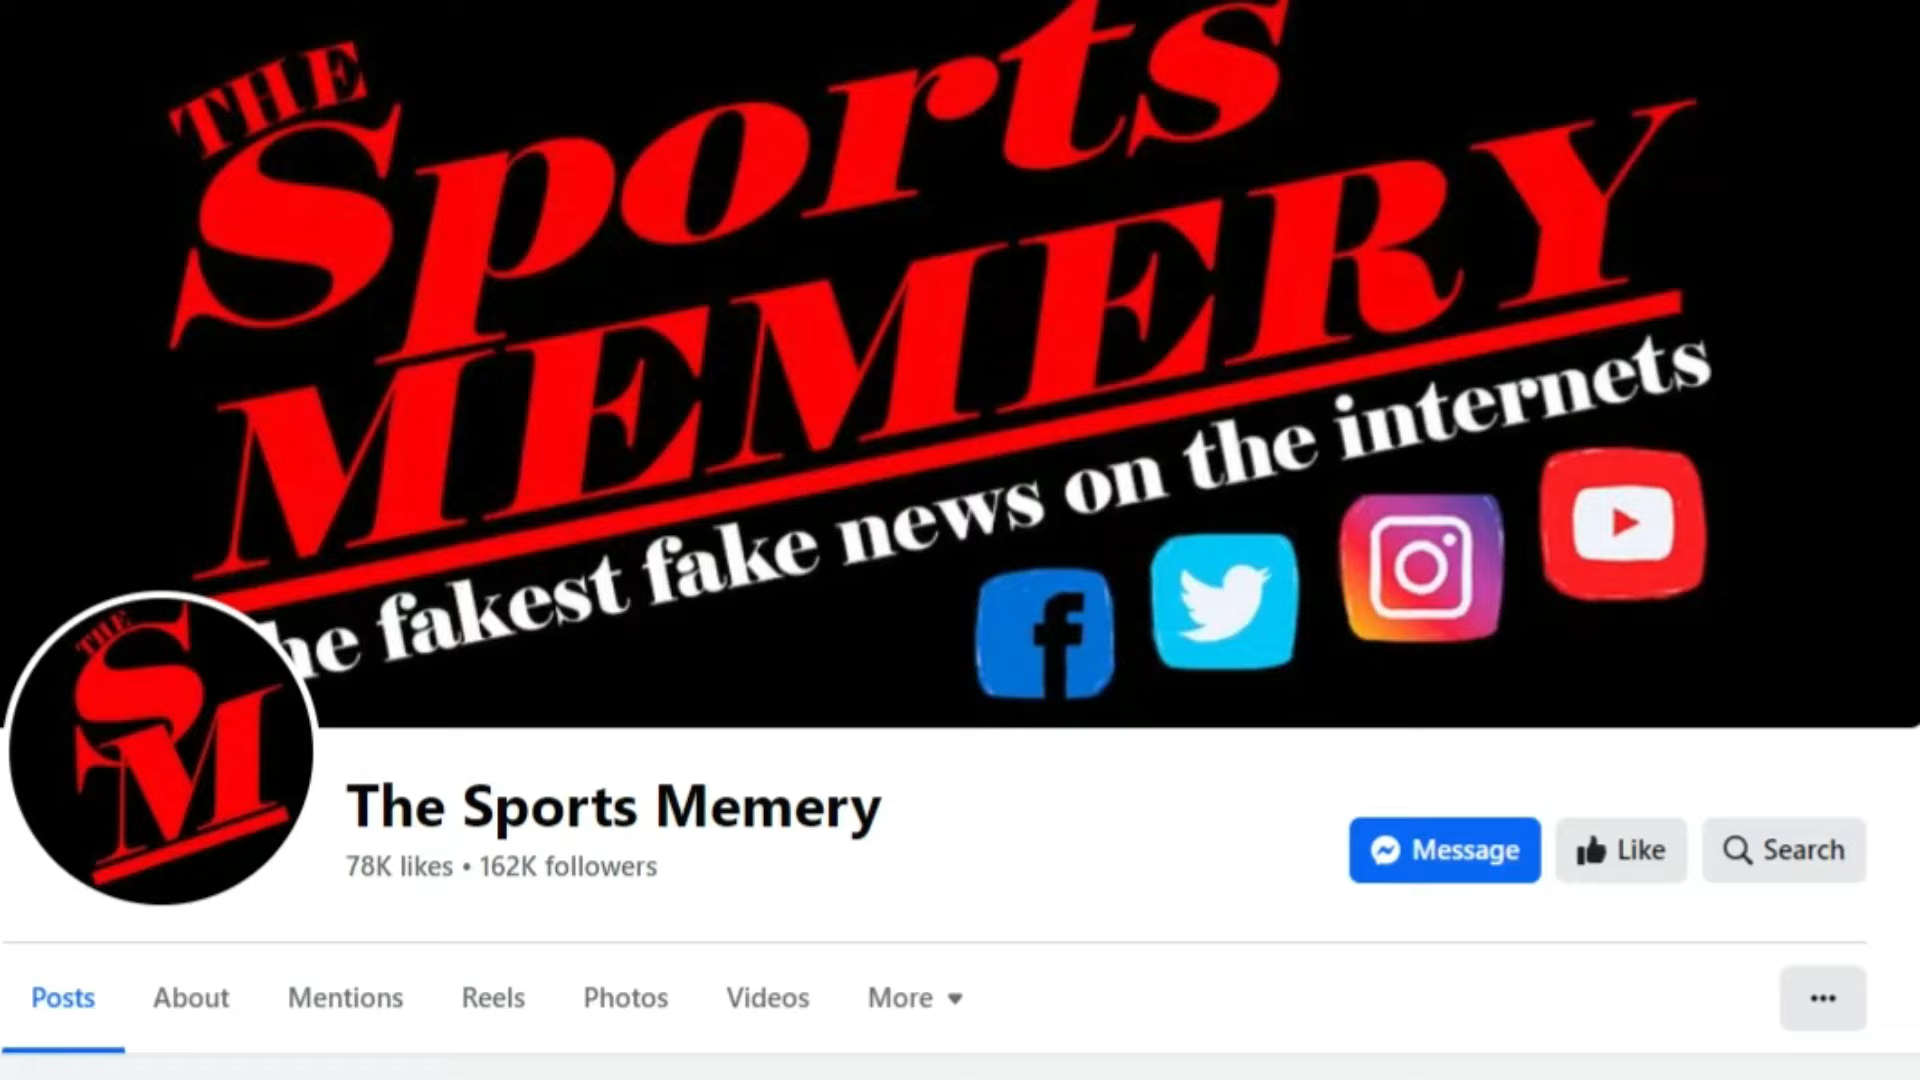 THE
Sports
MEMERY
he fakest fake news on the internets
THE
SM
The Sports Memery
78K likes • 162K followers
Message
Like
Search
Posts
About
Mentions
Reels
Photos
Videos
More